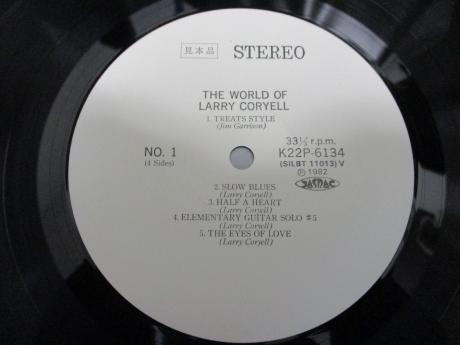 見本品 STEREO
THE WORLD OF
LARRY CORYELL
1. TREATS STYLE
(Jim Garrison)
33⅓ r.p.m.
NO. 1 K22P-6134
(4 Sides) (SILBT 11013) V
Ⓟ 1982
2. SLOW BLUES
(Larry Coryell)
3. HALF A HEART
(Larry Coryell)
4. ELEMENTARY GUITAR SOLO #5
(Larry Coryell)
5. THE EYES OF LOVE
(Larry Coryell)